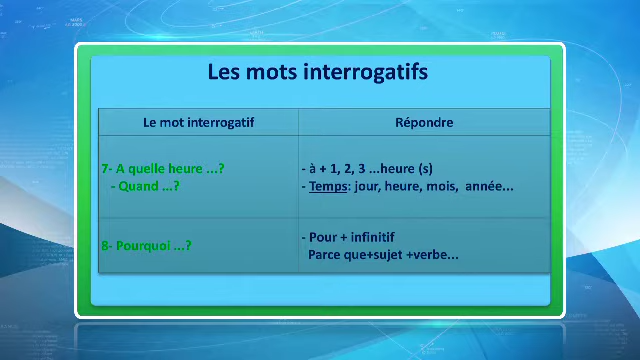 Les mots interrogatifs
Le mot interrogatif
Répondre
7- A quelle heure ...?
- Quand ...?
- à + 1, 2, 3 ...heure (s)
- Temps: jour, heure, mois, année...
8- Pourquoi ...?
- Pour + infinitif
Parce que+sujet +verbe...